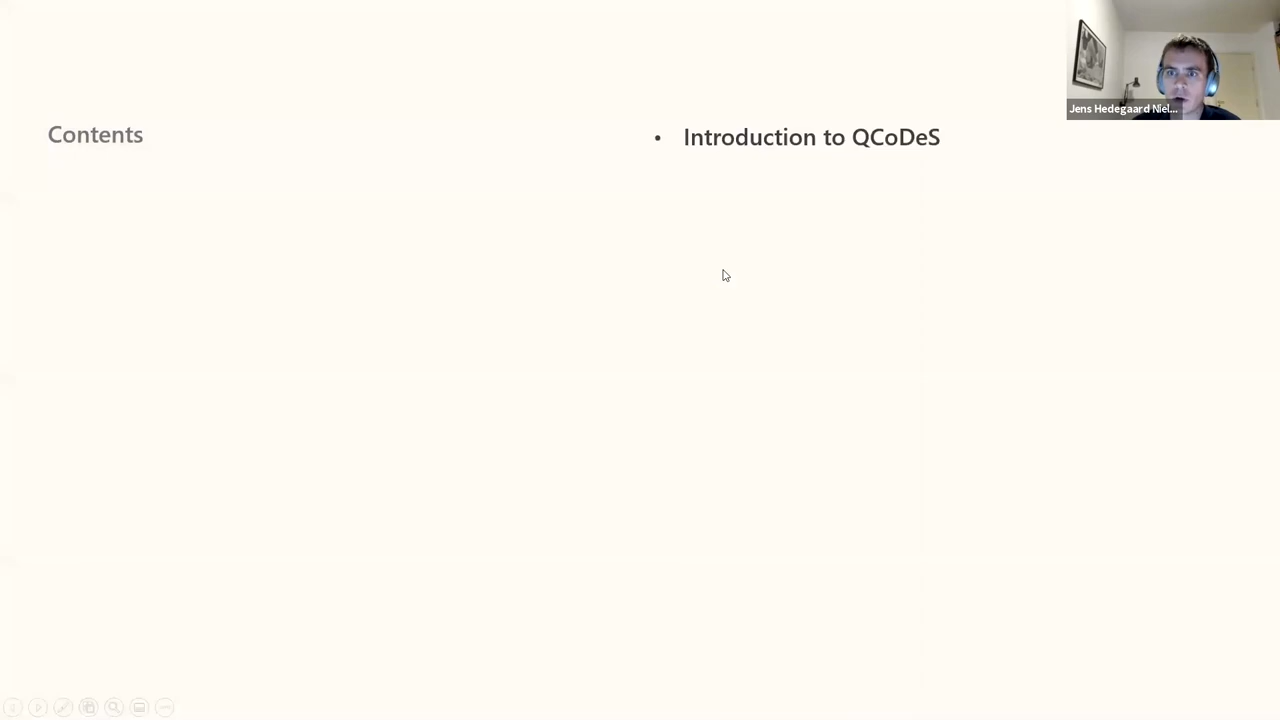 Jens Hedegaard Niel...
Contents
• Introduction to QCoDeS